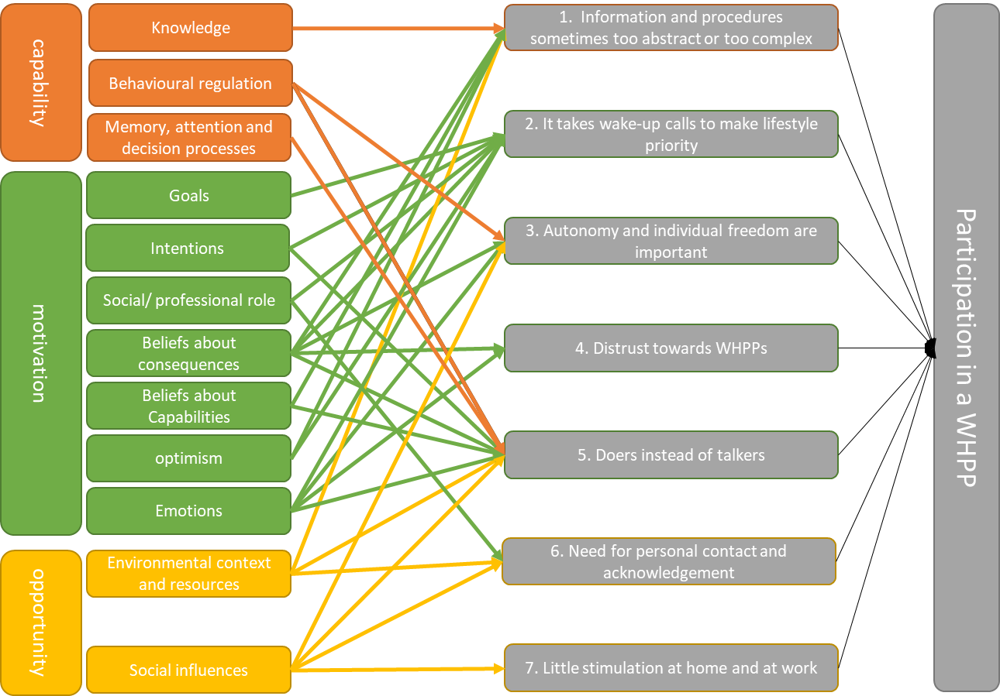 capability
Knowledge
Behavioural regulation
Memory, attention and
decision processes
motivation
Goals
Intentions
Social/ professional role
Beliefs about
consequences
Beliefs about
Capabilities
optimism
Emotions
opportunity
Environmental context
and resources
Social influences
1. Information and procedures
sometimes too abstract or too complex
2. It takes wake-up calls to make lifestyle
priority
3. Autonomy and individual freedom are
important
4. Distrust towards WHPPs
5. Doers instead of talkers
6. Need for personal contact and
acknowledgement
7. Little stimulation at home and at work
Participation in a WHPP